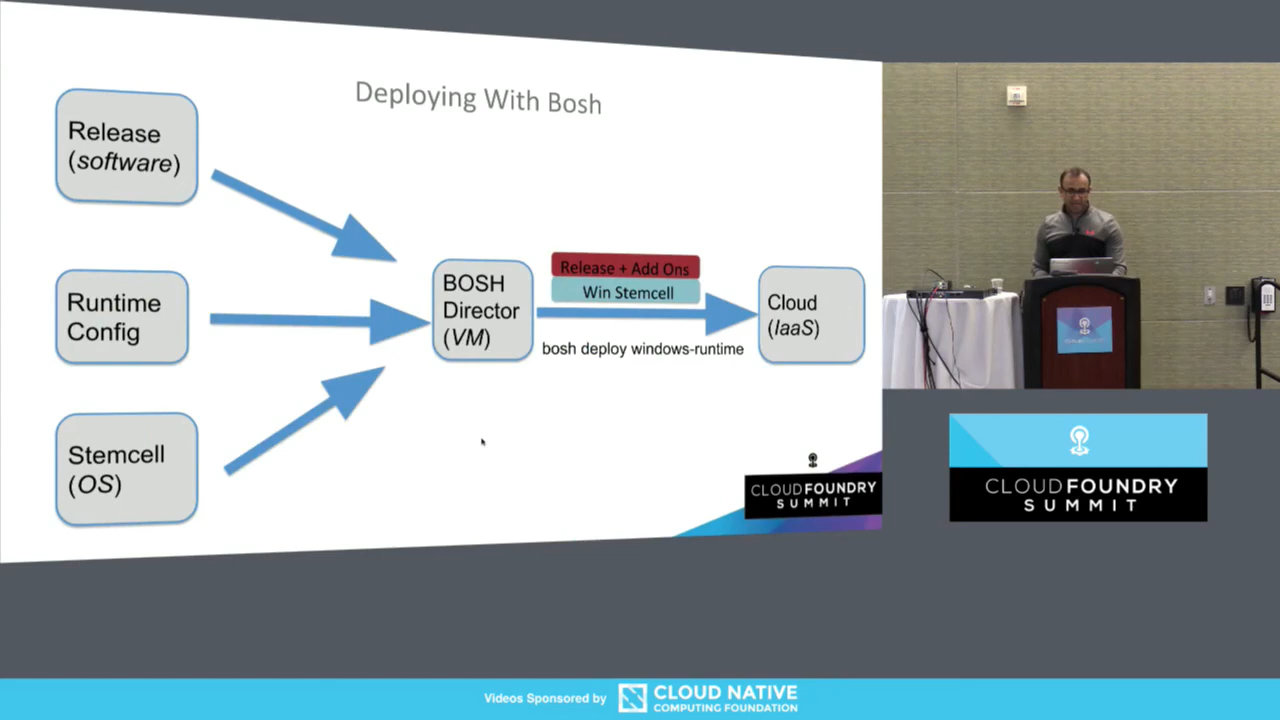 Deploying With Bosh
Release
(software)
Runtime
Config
Stemcell
(OS)
BOSH
Director
(VM)
Release + Add Ons
Win Stemcell
bosh deploy windows-runtime
Cloud
(IaaS)
CLOUDFOUNDRY
SUMMIT
CLOUDFOUNDRY
SUMMIT
Videos Sponsored by
CLOUD NATIVE
COMPUTING FOUNDATION